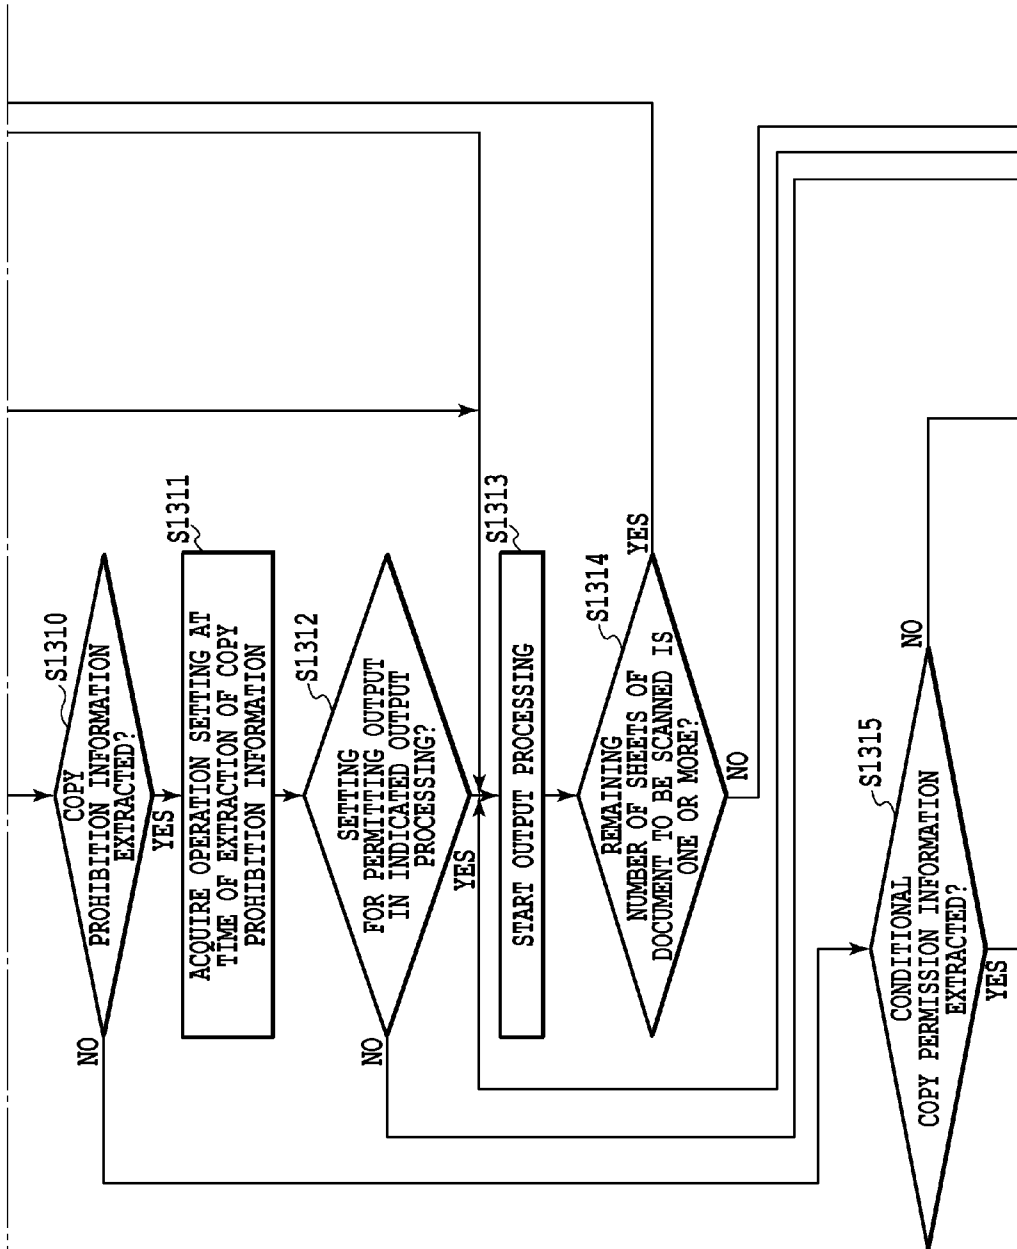 S1310
COPY
PROHIBITION INFORMATION
EXTRACTED?
NO
YES
S1311
ACQUIRE OPERATION SETTING AT
TIME OF EXTRACTION OF COPY
PROHIBITION INFORMATION
S1312
SETTING
FOR PERMITTING OUTPUT
IN INDICATED OUTPUT
PROCESSING?
NO
YES
S1313
START OUTPUT PROCESSING
S1314
REMAINING
NUMBER OF SHEETS OF
DOCUMENT TO BE SCANNED IS
ONE OR MORE?
YES
NO
S1315
CONDITIONAL
COPY PERMISSION INFORMATION
EXTRACTED?
NO
YES